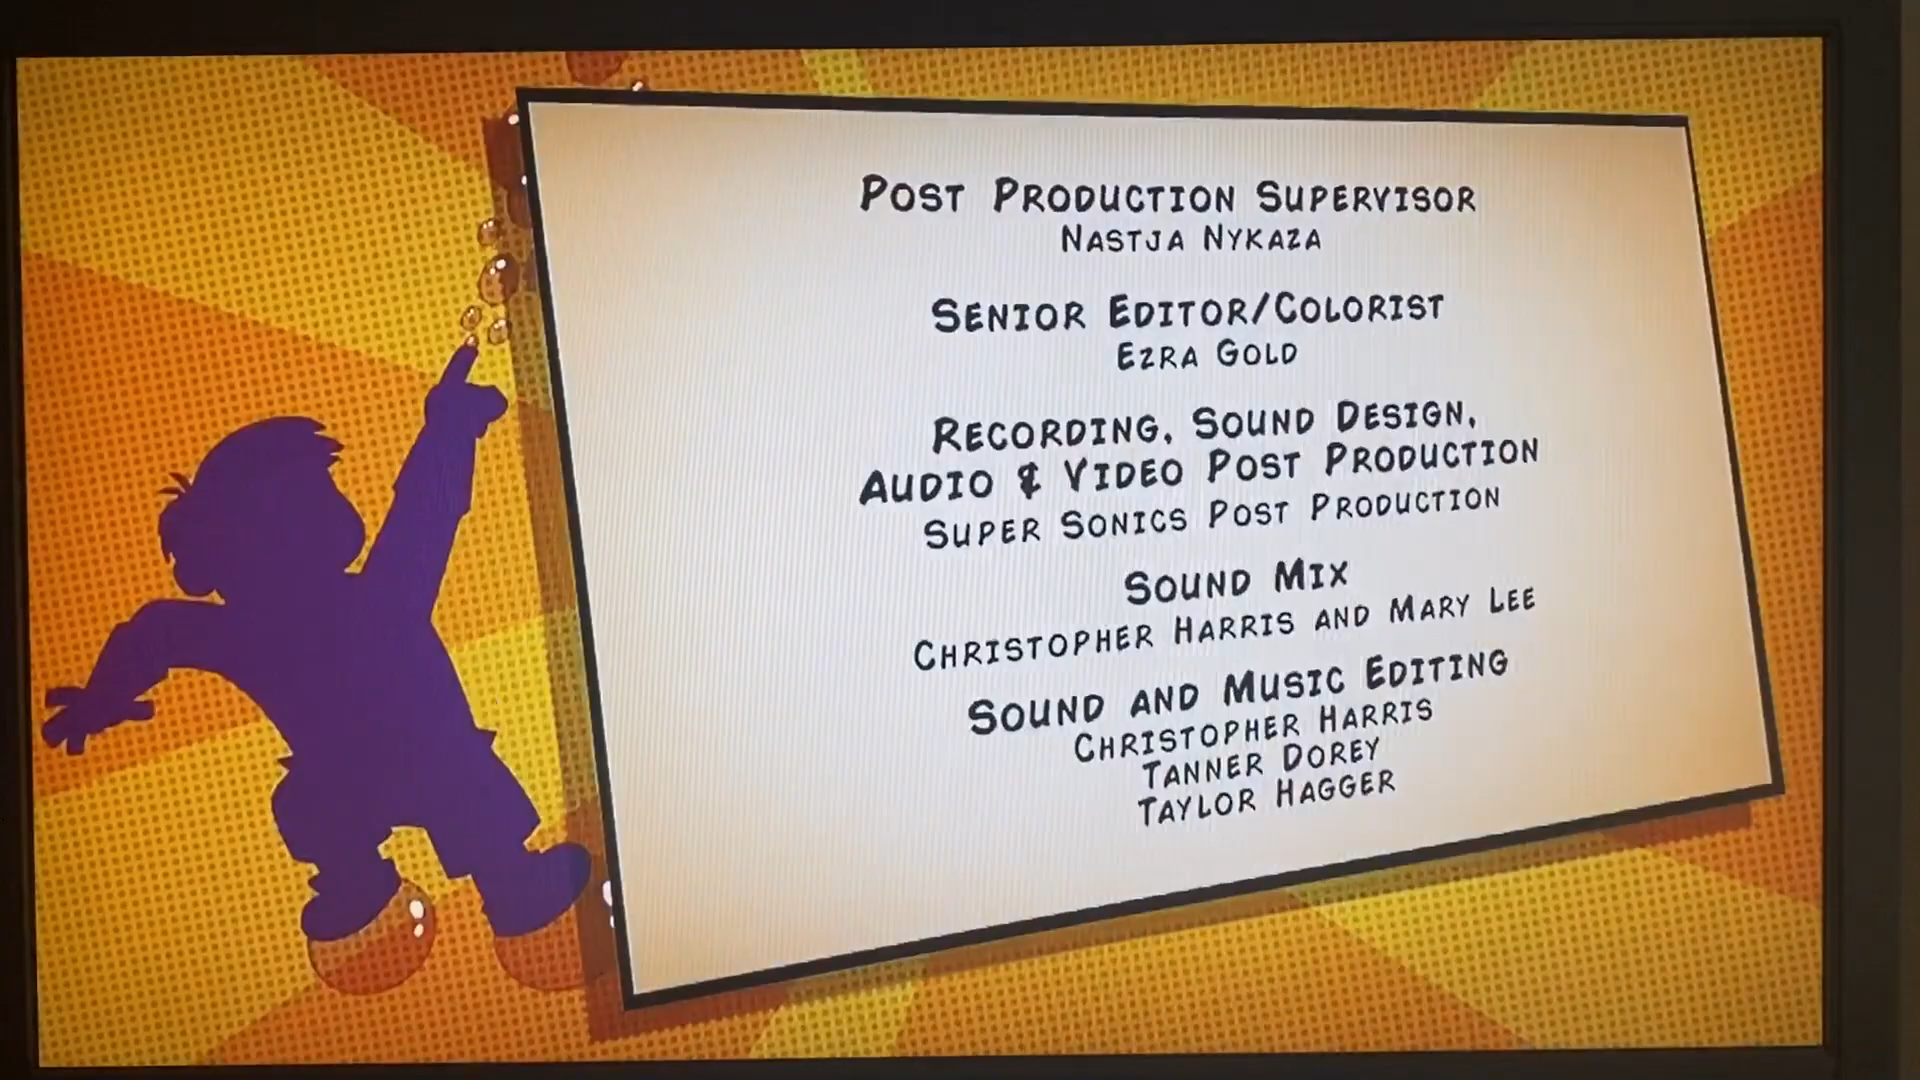 POST PRODUCTION SUPERVISOR
NASTJA NYKAZA
SENIOR EDITOR/COLORIST
EZRA GOLD
RECORDING, SOUND DESIGN,
AUDIO & VIDEO POST PRODUCTION
SUPER SONICS POST PRODUCTION
SOUND MIX
CHRISTOPHER HARRIS AND MARY LEE
SOUND AND MUSIC EDITING
CHRISTOPHER HARRIS
TANNER DOREY
TAYLOR HAGGER